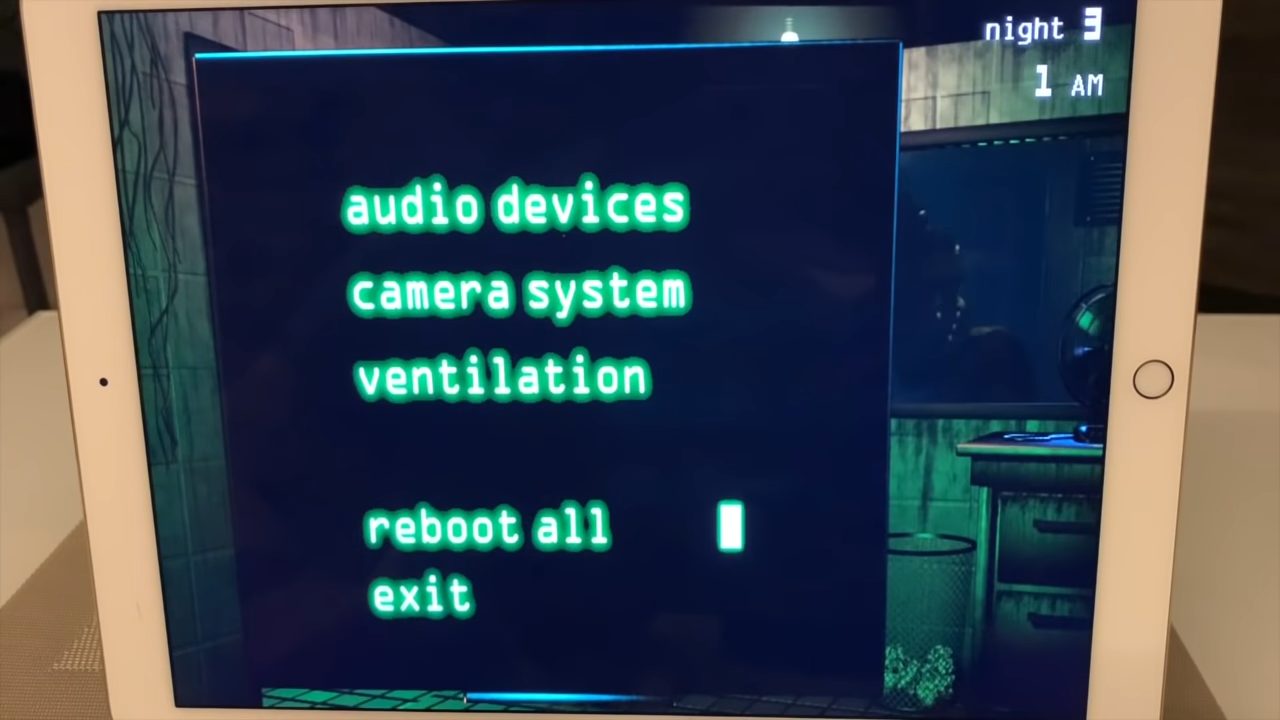 night 3
1 AM
audio devices
camera system
ventilation
reboot all
exit